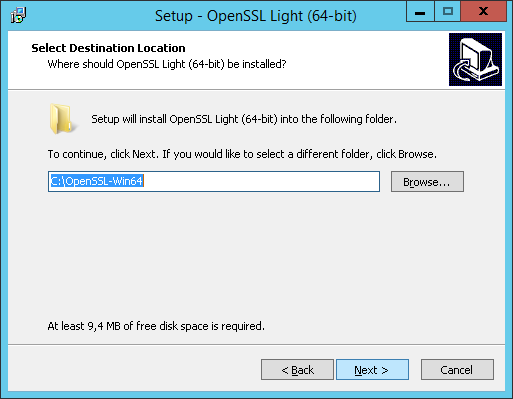 Setup - OpenSSL Light (64-bit)
Select Destination Location
Where should OpenSSL Light (64-bit) be installed?
Setup will install OpenSSL Light (64-bit) into the following folder.
To continue, click Next. If you would like to select a different folder, click Browse.
C:\OpenSSL-Win64
Browse...
At least 9,4 MB of free disk space is required.
< Back
Next >
Cancel